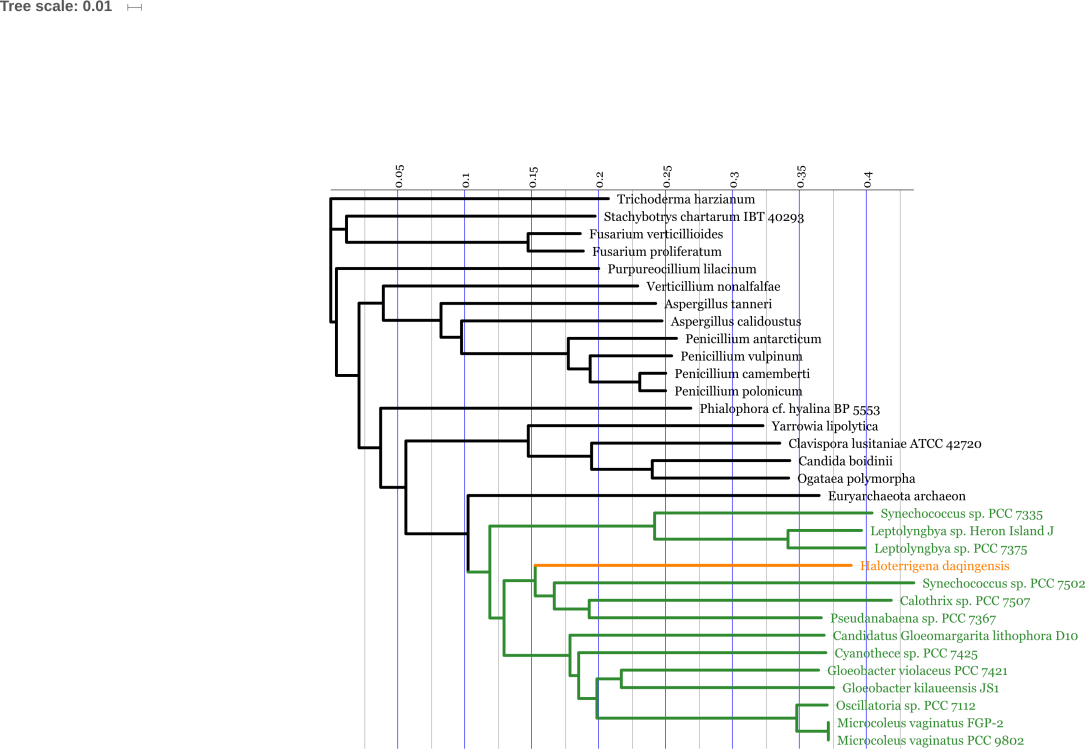 Tree scale: 0.01
0.05
0.1
0.15
0.2
0.25
0.3
0.35
0.4
Trichoderma harzianum
Stachybotrys chartarum IBT 40293
Fusarium verticillioides
Fusarium proliferatum
Purpureocillium lilacinum
Verticillium nonalfalfae
Aspergillus tanneri
Aspergillus calidoustus
Penicillium antarcticum
Penicillium vulpinum
Penicillium camemberti
Penicillium polonicum
Phialophora cf. hyalina BP 5553
Yarrowia lipolytica
Clavispora lusitaniae ATCC 42720
Candida boidinii
Ogataea polymorpha
Euryarchaeota archaeon
Synechococcus sp. PCC 7335
Leptolyngbya sp. Heron Island J
Leptolyngbya sp. PCC 7375
Haloterrigena daqingensis
Synechococcus sp. PCC 7502
Calothrix sp. PCC 7507
Pseudanabaena sp. PCC 7367
Candidatus Gloeomargarita lithophora D10
Cyanothece sp. PCC 7425
Gloeobacter violaceus PCC 7421
Gloeobacter kilaueensis JS1
Oscillatoria sp. PCC 7112
Microcoleus vaginatus FGP-2
Microcoleus vaginatus PCC 9802